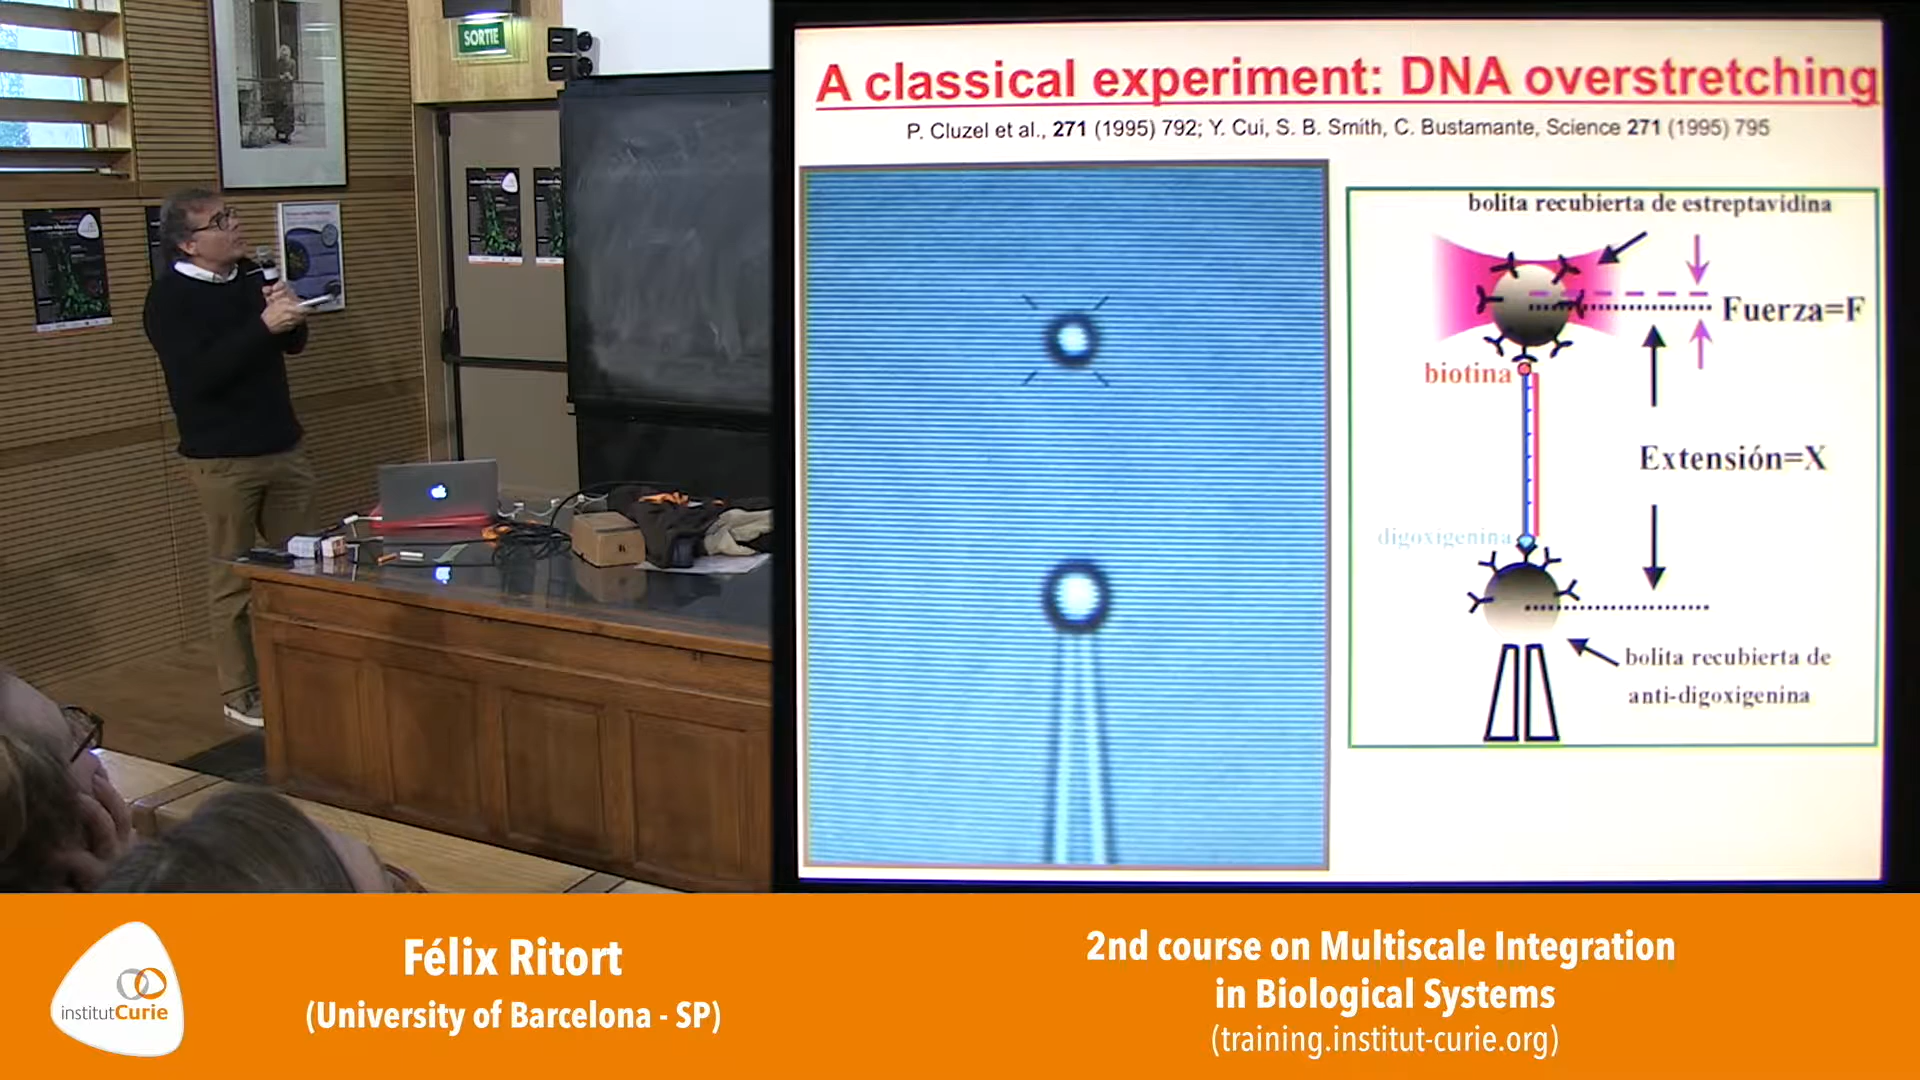 SORTIE
A classical experiment: DNA overstretching
P. Cluzel et al., 271 (1995) 792; Y. Cui, S. B. Smith, C. Bustamante, Science 271 (1995) 795
bolita recubierta de estreptavidina
Fuerza=F
biotina
Extensión=X
digoxigenina
bolita recubierta de
anti-digoxigenina
institutCurie
Félix Ritort
(University of Barcelona - SP)
2nd course on Multiscale Integration
in Biological Systems
(training.institut-curie.org)